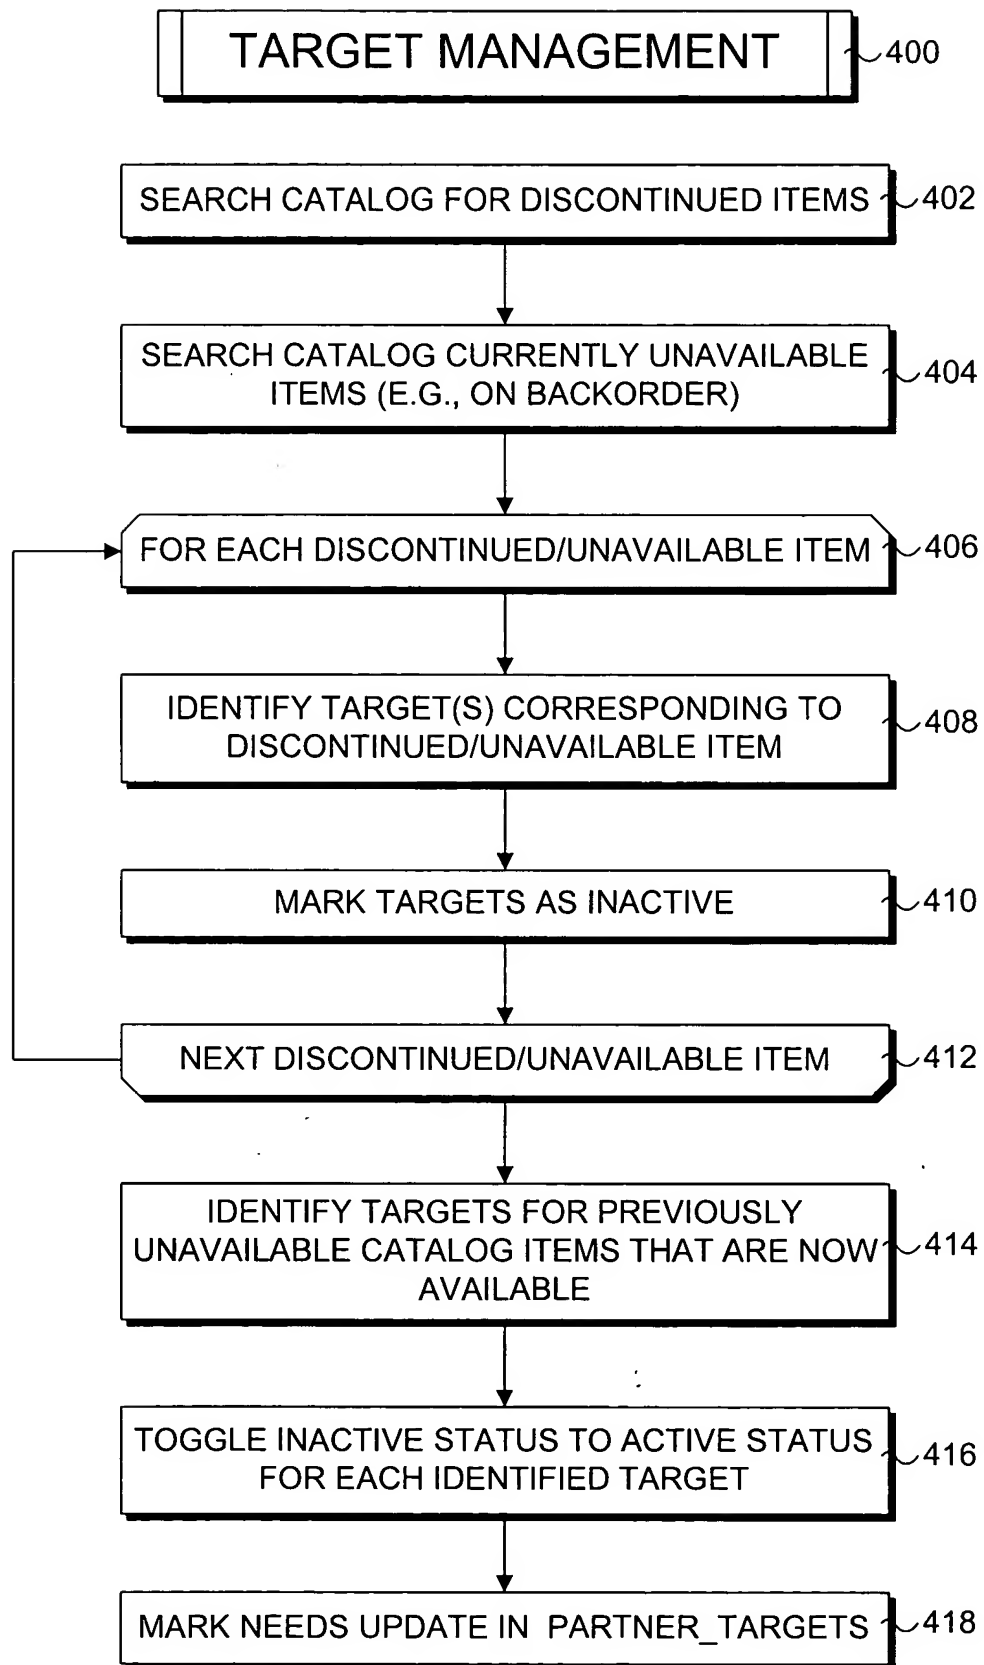 TARGET MANAGEMENT
400
SEARCH CATALOG FOR DISCONTINUED ITEMS
402
SEARCH CATALOG CURRENTLY UNAVAILABLE
ITEMS (E.G., ON BACKORDER)
404
FOR EACH DISCONTINUED/UNAVAILABLE ITEM
406
IDENTIFY TARGET(S) CORRESPONDING TO
DISCONTINUED/UNAVAILABLE ITEM
408
MARK TARGETS AS INACTIVE
410
NEXT DISCONTINUED/UNAVAILABLE ITEM
412
IDENTIFY TARGETS FOR PREVIOUSLY
UNAVAILABLE CATALOG ITEMS THAT ARE NOW
AVAILABLE
414
TOGGLE INACTIVE STATUS TO ACTIVE STATUS
FOR EACH IDENTIFIED TARGET
416
MARK NEEDS UPDATE IN PARTNER_TARGETS
418